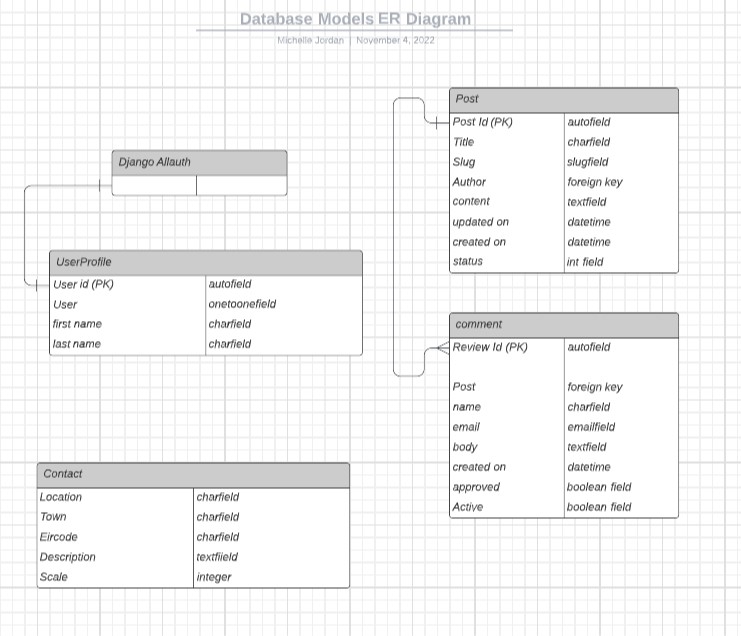 Database Models ER Diagram
Michelle Jordan | November 4, 2022
Django Allauth
UserProfile
User id (PK) autofield
User onetoonefield
first name charfield
last name charfield
Contact
Location charfield
Town charfield
Eircode charfield
Description textfiield
Scale integer
Post
Post Id (PK) autofield
Title charfield
Slug slugfield
Author foreign key
content textfield
updated on datetime
created on datetime
status int field
comment
Review Id (PK) autofield
Post foreign key
name charfield
email emailfield
body textfield
created on datetime
approved boolean field
Active boolean field